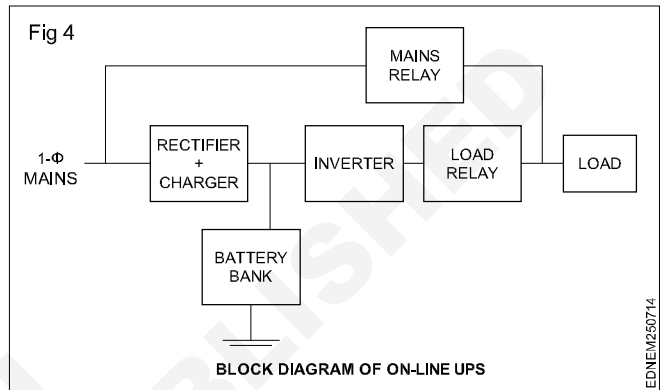 Fig 4
MAINS
RELAY
1-Φ
MAINS
RECTIFIER
+
CHARGER
INVERTER
LOAD
RELAY
LOAD
BATTERY
BANK
BLOCK DIAGRAM OF ON-LINE UPS
EDNEM250714
BLISHED